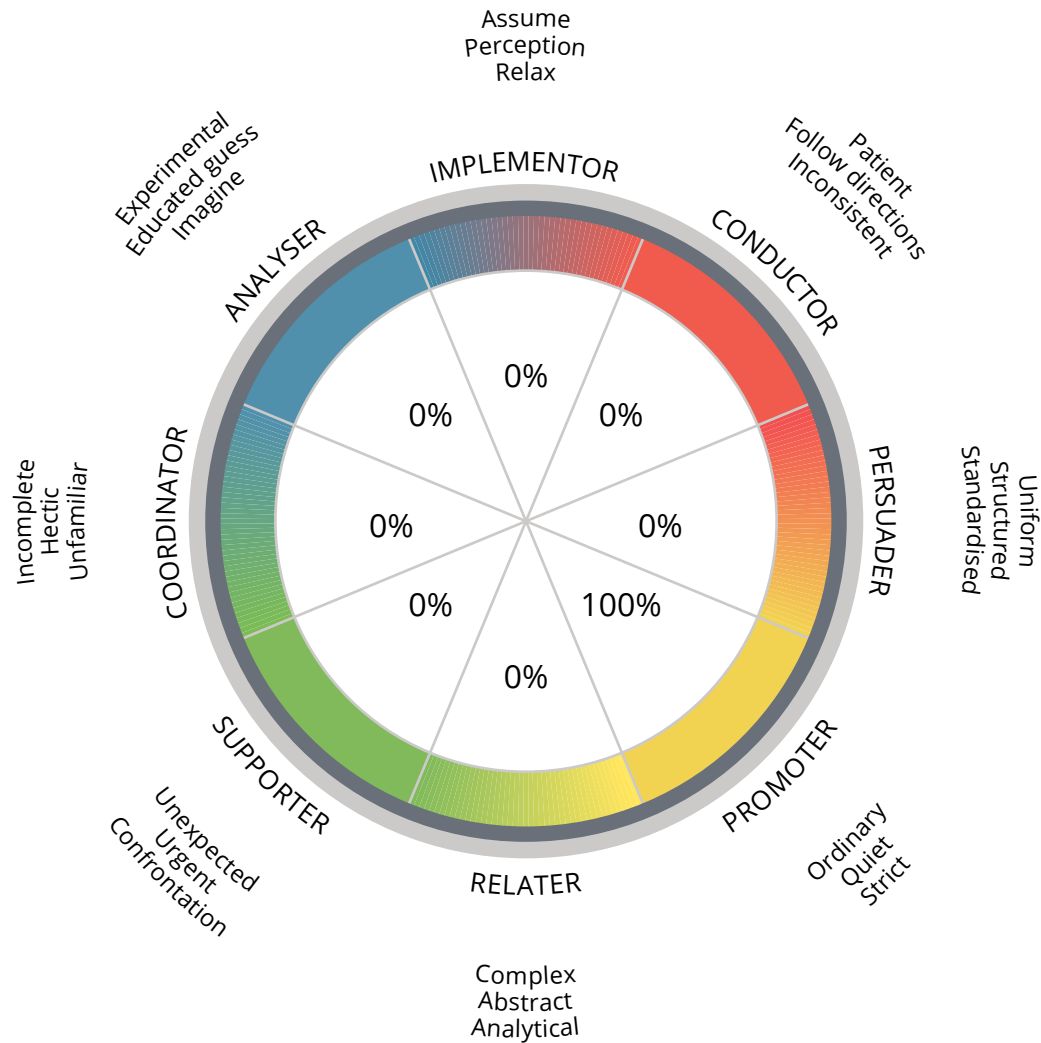 Assume
Perception
Relax
IMPLEMENTOR
Patient
Follow directions
Inconsistent
CONDUCTOR
Uniform
Structured
Standardised
PERSUADER
Ordinary
Quiet
Strict
PROMOTER
RELATER
Complex
Abstract
Analytical
SUPPORTER
Unexpected
Urgent
Confrontation
COORDINATOR
Incomplete
Hectic
Unfamiliar
ANALYSER
Experimental
Educated guess
Imagine
0%
0%
0%
100%
0%
0%
0%
0%